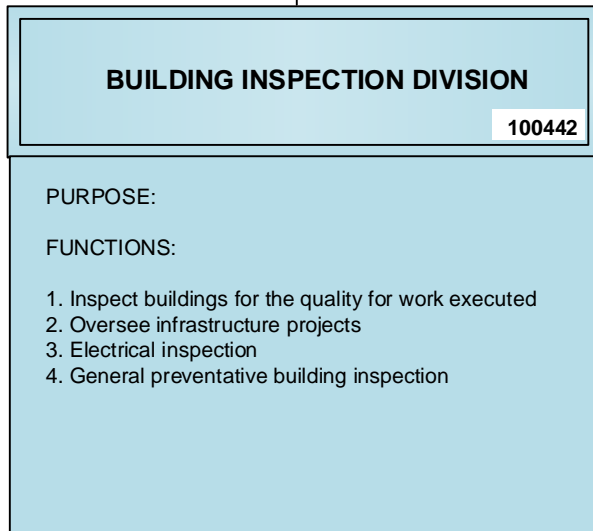 BUILDING INSPECTION DIVISION
100442
PURPOSE:
FUNCTIONS:
1. Inspect buildings for the quality for work executed
2. Oversee infrastructure projects
3. Electrical inspection
4. General preventative building inspection